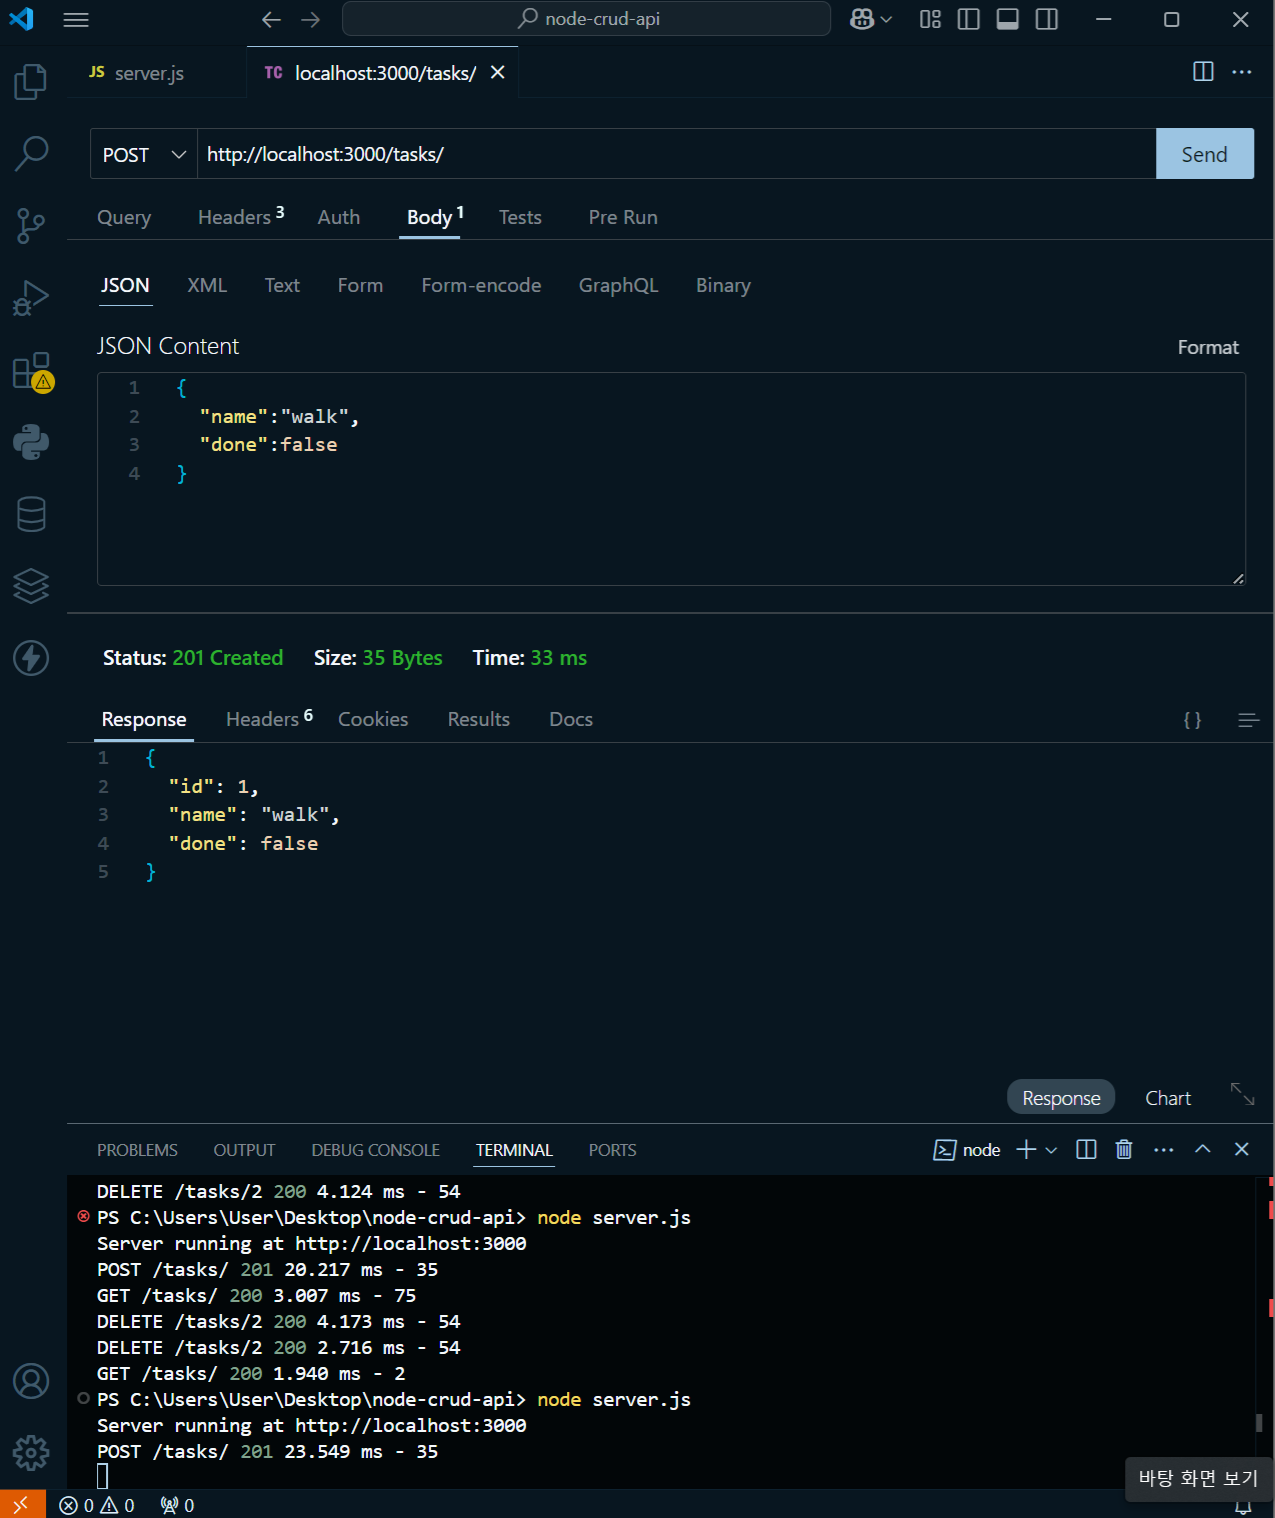 node-crud-api
JS server.js
TC localhost:3000/tasks/
POST http://localhost:3000/tasks/ Send
Query Headers 3 Auth Body 1 Tests Pre Run
JSON XML Text Form Form-encode GraphQL Binary
JSON Content Format
1 {
2 "name":"walk",
3 "done":false
4 }
Status: 201 Created Size: 35 Bytes Time: 33 ms
Response Headers 6 Cookies Results Docs { }
1 {
2 "id": 1,
3 "name": "walk",
4 "done": false
5 }
Response Chart
PROBLEMS OUTPUT DEBUG CONSOLE TERMINAL PORTS node
DELETE /tasks/2 200 4.124 ms - 54
PS C:\Users\User\Desktop\node-crud-api> node server.js
Server running at http://localhost:3000
POST /tasks/ 201 20.217 ms - 35
GET /tasks/ 200 3.007 ms - 75
DELETE /tasks/2 200 4.173 ms - 54
DELETE /tasks/2 200 2.716 ms - 54
GET /tasks/ 200 1.940 ms - 2
PS C:\Users\User\Desktop\node-crud-api> node server.js
Server running at http://localhost:3000
POST /tasks/ 201 23.549 ms - 35
바탕 화면 보기
0 0 0